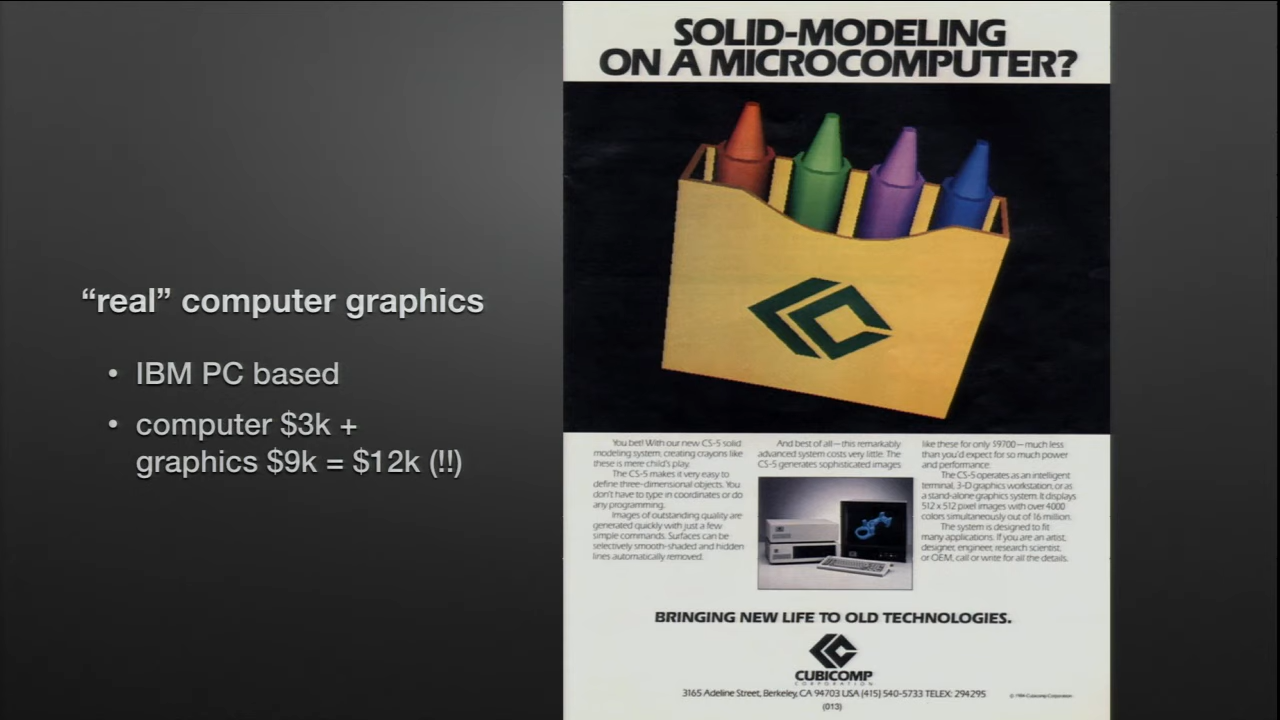 “real” computer graphics
• IBM PC based
• computer $3k +
graphics $9k = $12k (!!)
SOLID-MODELING
ON A MICROCOMPUTER?
You bet! With our new CS-5 solid
modeling system, creating crayons like
these is mere child's play.
The CS-5 makes it very easy to
define three-dimensional objects. You
don't have to type in coordinates or do
any programming.
Images of outstanding quality are
generated quickly with just a few
simple commands. Surfaces can be
selectively smooth-shaded and hidden
lines automatically removed.
And best of all—this remarkably
advanced system costs very little. The
CS-5 generates sophisticated images
like these for only $9700—much less
than you'd expect for so much power
and performance.
The CS-5 operates as an intelligent
terminal, 3-D graphics workstation, or as
a stand-alone graphics system. It displays
512 x 512 pixel images with over 4000
colors simultaneously out of 16 million.
The system is designed to fit
many applications. If you are an artist,
designer, engineer, research scientist,
or OEM, call or write for all the details.
BRINGING NEW LIFE TO OLD TECHNOLOGIES.
CUBICOMP
CORPORATION
3165 Adeline Street, Berkeley, CA 94703 USA (415) 540-5733 TELEX: 294295
© 1984 Cubicomp Corporation
(013)